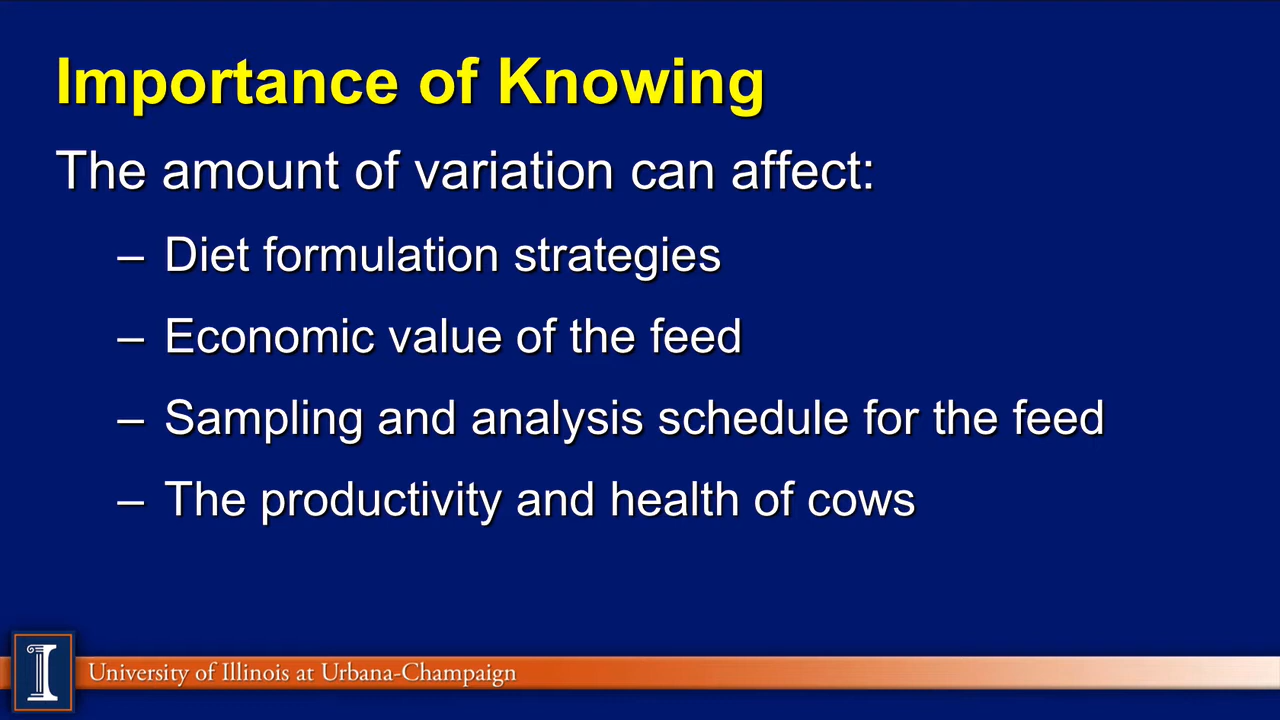 Importance of Knowing
The amount of variation can affect:
– Diet formulation strategies
– Economic value of the feed
– Sampling and analysis schedule for the feed
– The productivity and health of cows
I
University of Illinois at Urbana-Champaign